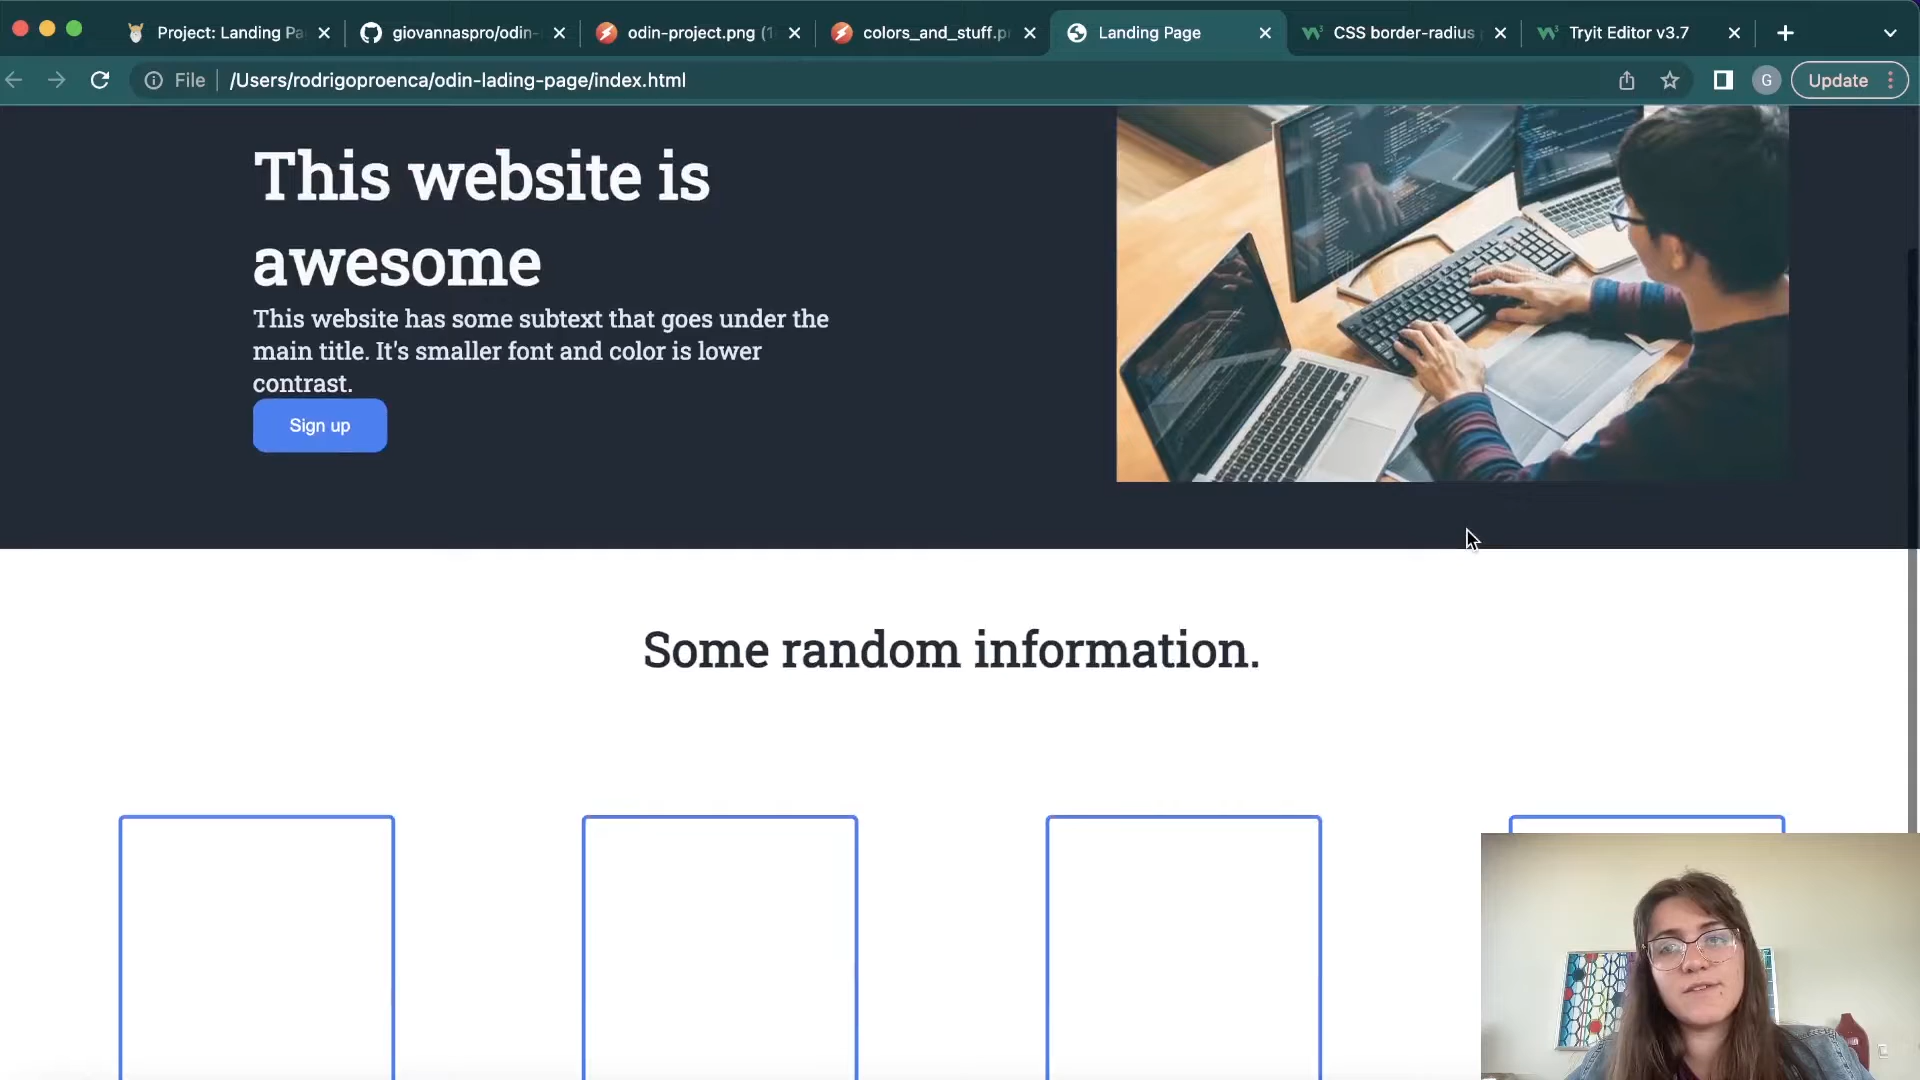 Project: Landing Pa
giovannaspro/odin-
odin-project.png (1
colors_and_stuff.p
Landing Page
CSS border-radius
Tryit Editor v3.7
File
/Users/rodrigoproenca/odin-lading-page/index.html
G
Update
This website is
awesome
This website has some subtext that goes under the
main title. It's smaller font and color is lower
contrast.
Sign up
Some random information.